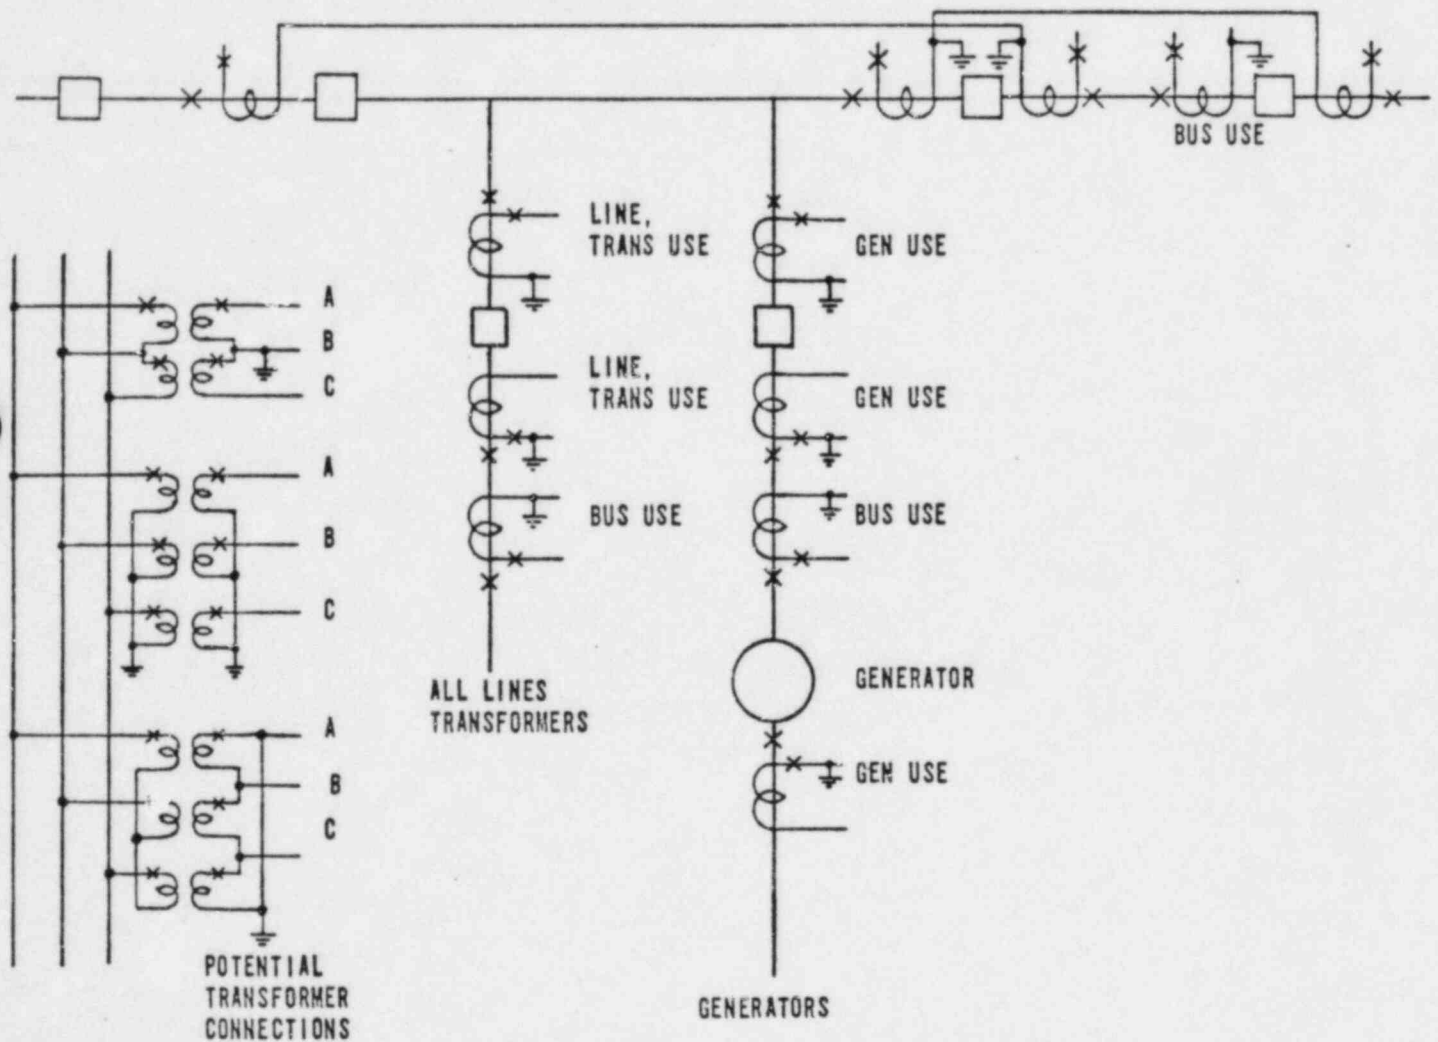 BUS USE
LINE,
TRANS USE
GEN USE
LINE,
TRANS USE
GEN USE
BUS USE
BUS USE
GENERATOR
GEN USE
ALL LINES
TRANSFORMERS
GENERATORS
A
B
C
A
B
C
A
B
C
POTENTIAL
TRANSFORMER
CONNECTIONS